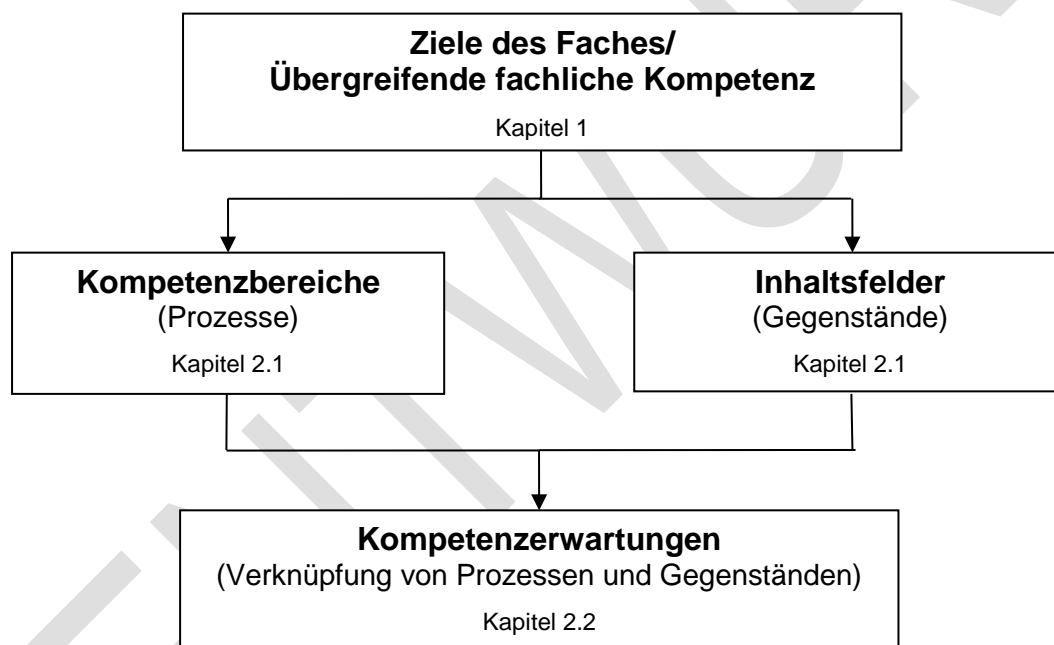 Ziele des Faches/
Übergreifende fachliche Kompetenz
Kapitel 1
Kompetenzbereiche
(Prozesse)
Kapitel 2.1
Inhaltsfelder
(Gegenstände)
Kapitel 2.1
Kompetenzerwartungen
(Verknüpfung von Prozessen und Gegenständen)
Kapitel 2.2